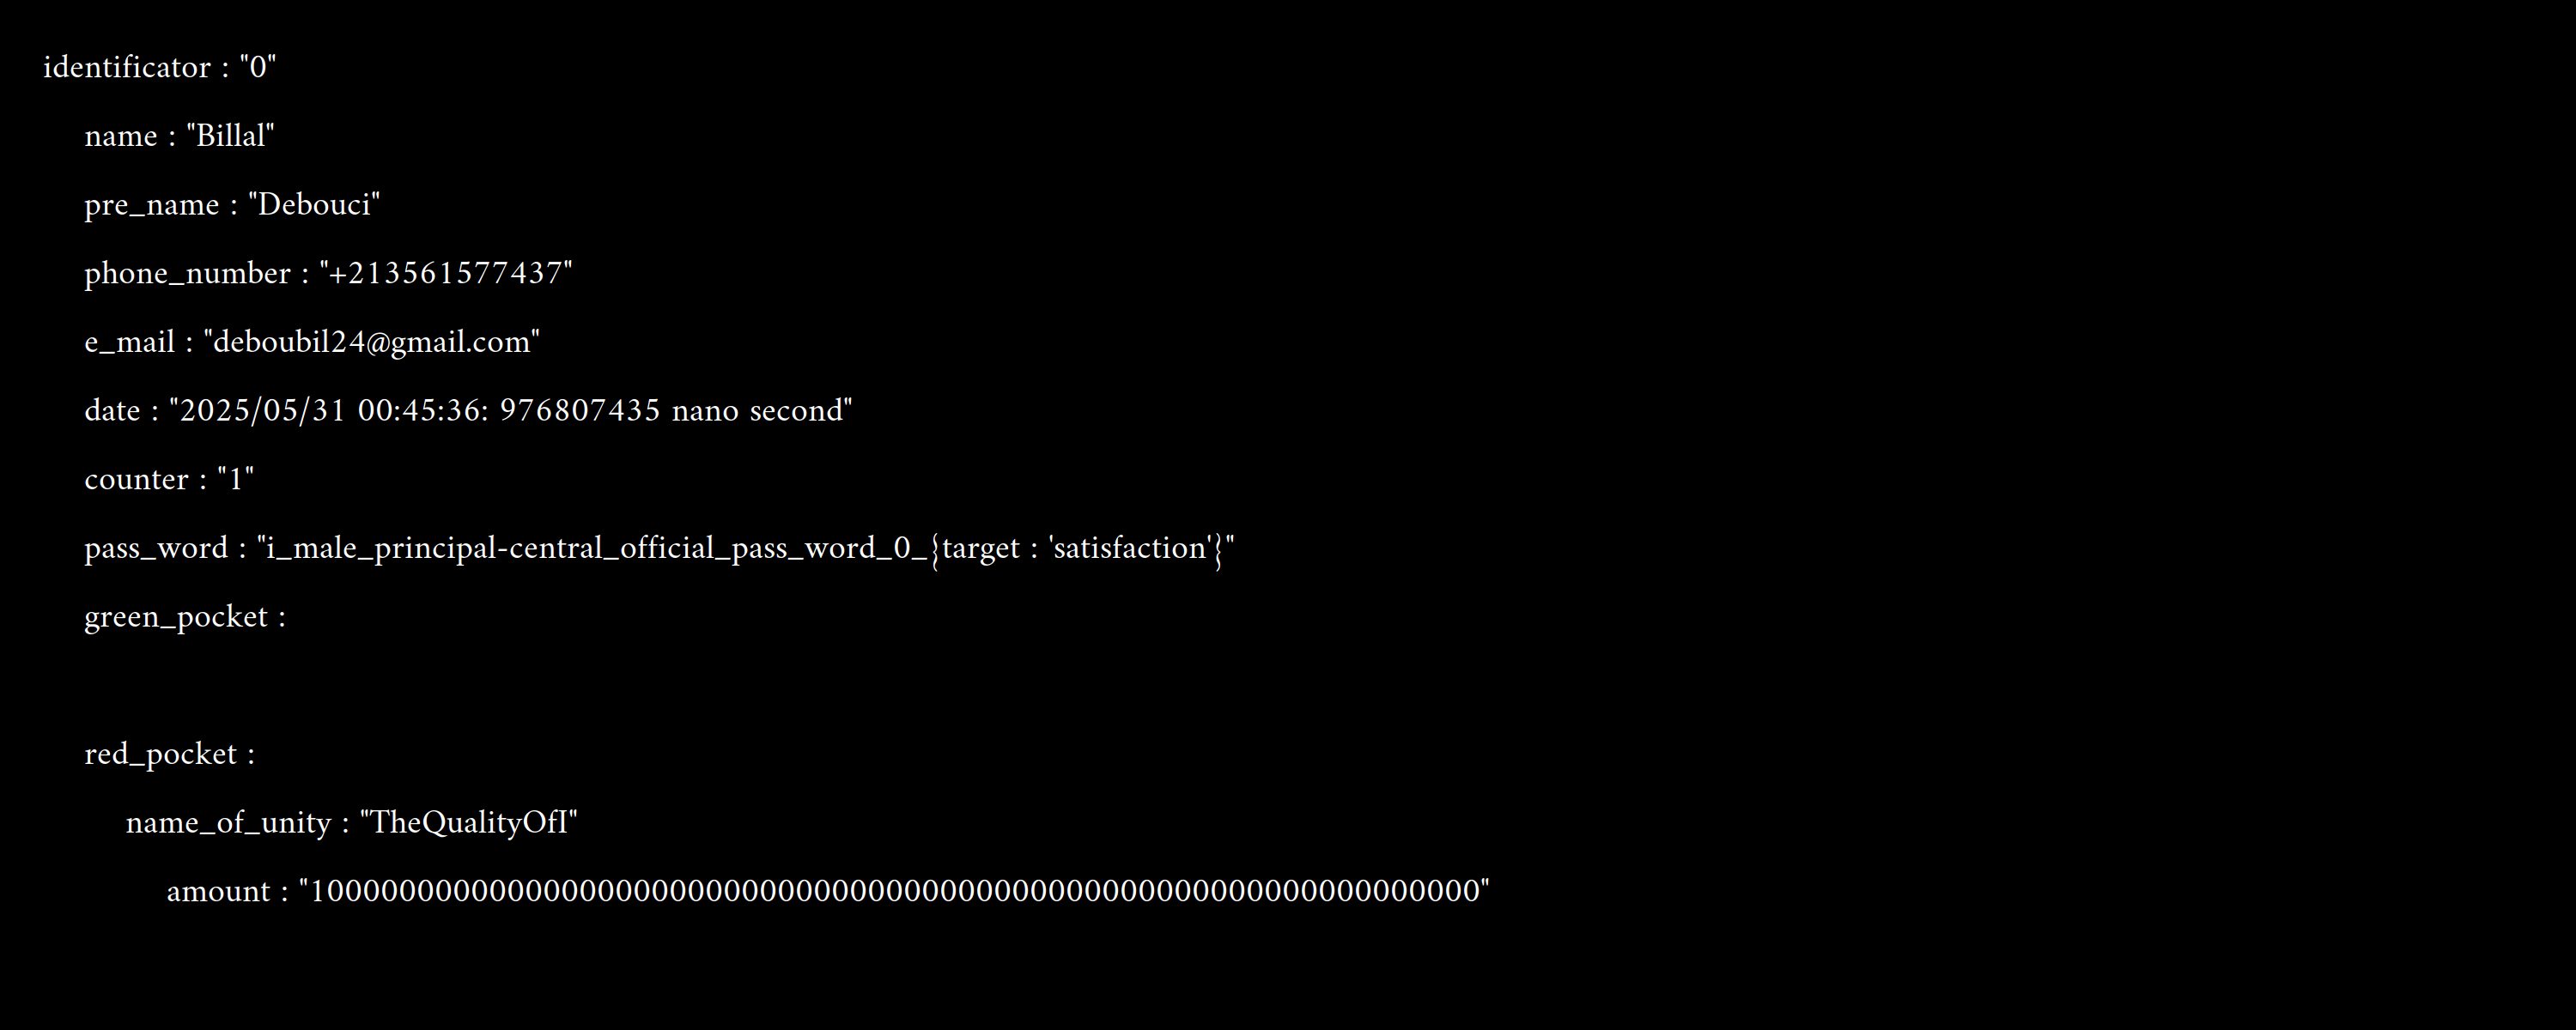 identificator : "0"
name : "Billal"
pre_name : "Debouci"
phone_number : "+213561577437"
e_mail : "deboubil24@gmail.com"
date : "2025/05/31 00:45:36: 976807435 nano second"
counter : "1"
pass_word : "i_male_principal-central_official_pass_word_0_{target : 'satisfaction'}"
green_pocket :
red_pocket :
name_of_unity : "TheQualityOfI"
amount : "10000000000000000000000000000000000000000000000000000000000000000"